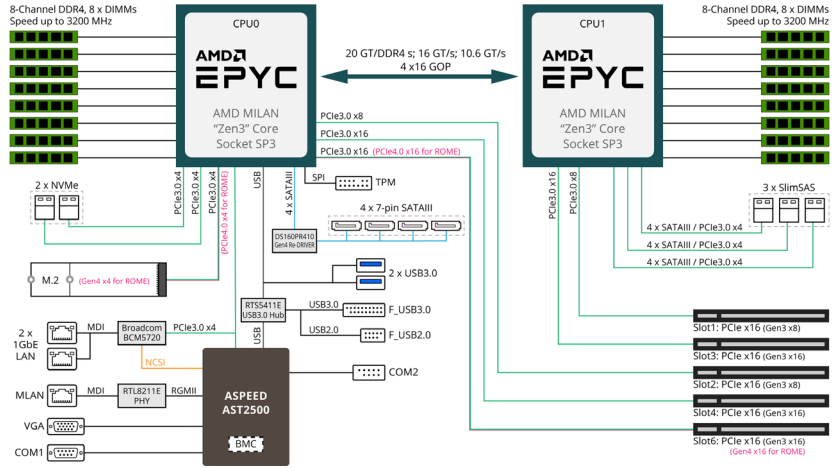 8-Channel DDR4, 8 x DIMMs
Speed up to 3200 MHz
CPU0
AMD
EPYC
AMD MILAN
"Zen3" Core
Socket SP3
20 GT/DDR4 s; 16 GT/s; 10.6 GT/s
4 x16 GOP
CPU1
AMD
EPYC
AMD MILAN
"Zen3" Core
Socket SP3
8-Channel DDR4, 8 x DIMMs
Speed up to 3200 MHz
PCIe3.0 x8
PCIe3.0 x16
PCIe3.0 x16 (PCIe4.0 x16 for ROME)
PCIe3.0 x4
PCIe3.0 x4
PCIe3.0 x4
(PCIe4.0 x4 for ROME)
USB
4 x SATAIII
SPI
TPM
PCIe3.0 x16
PCIe3.0 x8
2 x NVMe
4 x 7-pin SATAIII
3 x SlimSAS
DS160PR410
Gen4 Re-DRIVER
4 x SATAIII / PCIe3.0 x4
4 x SATAIII / PCIe3.0 x4
4 x SATAIII / PCIe3.0 x4
M.2
(Gen4 x4 for ROME)
2 x USB3.0
RTS5411E
USB3.0 Hub
USB3.0
F_USB3.0
USB2.0
F_USB2.0
USB
2 x
1GbE
LAN
MDI
Broadcom
BCM5720
PCIe3.0 x4
NCSI
MLAN
MDI
RTL8211E
PHY
RGMII
ASPEED
AST2500
BMC
COM2
VGA
COM1
Slot1: PCIe x16 (Gen3 x8)
Slot3: PCIe x16 (Gen3 x16)
Slot2: PCIe x16 (Gen3 x8)
Slot4: PCIe x16 (Gen3 x16)
Slot6: PCIe x16 (Gen3 x16)
(Gen4 x16 for ROME)